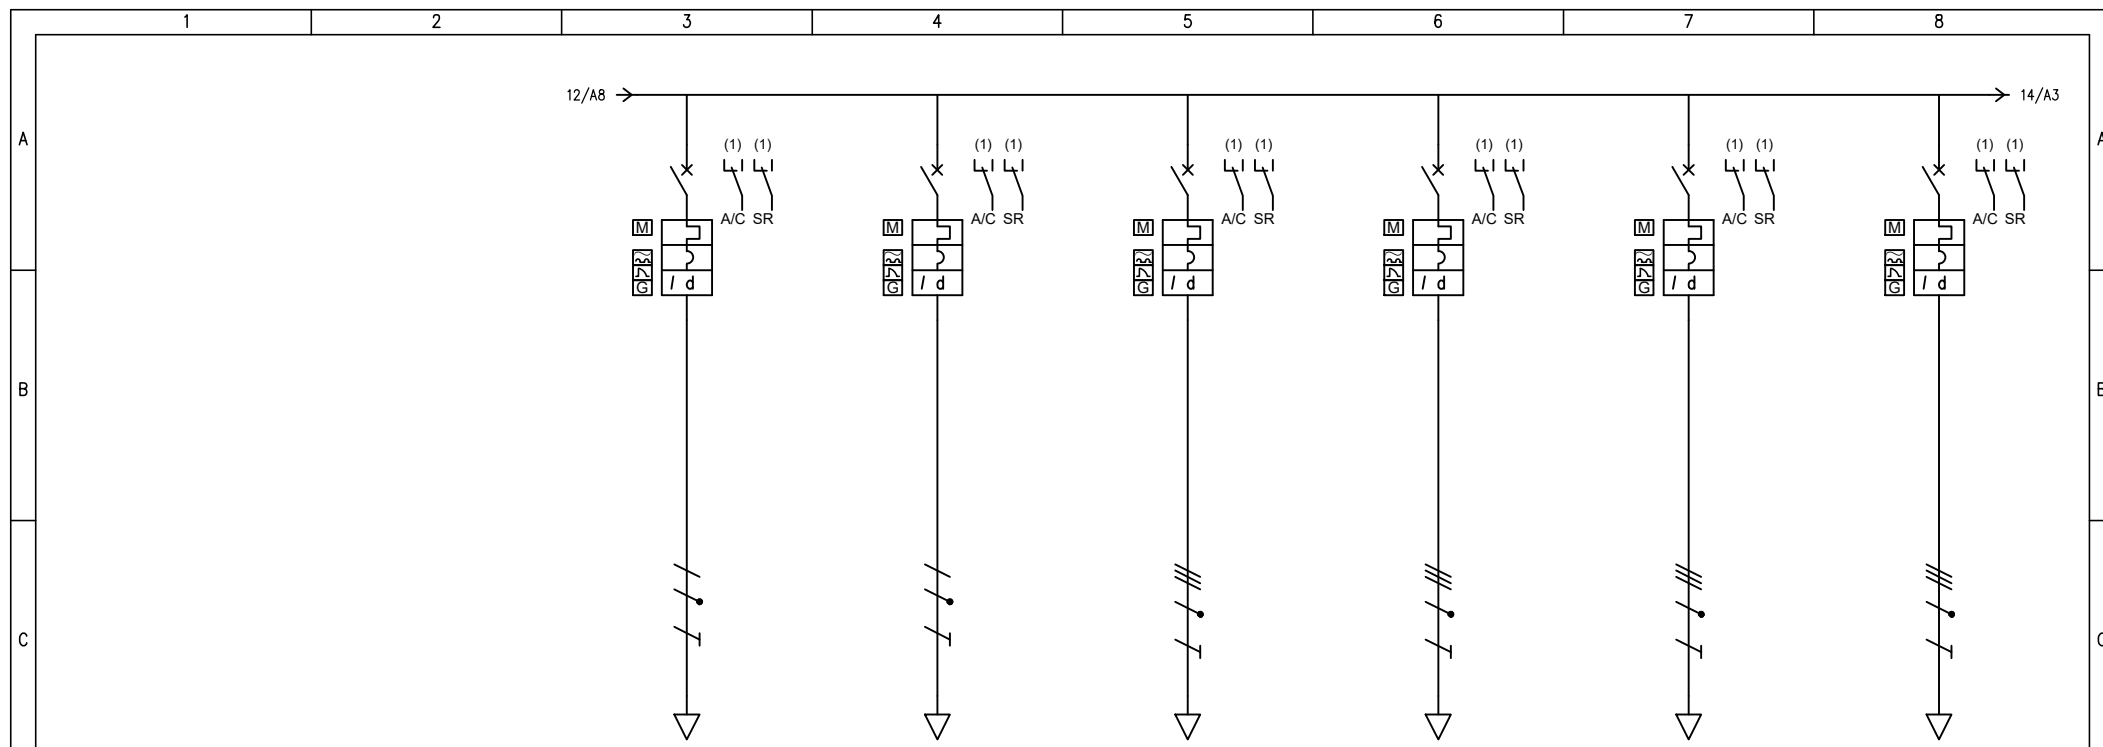 1 2 3 4 5 6 7 8
12/A8 14/A3
A A
(1) (1) (1) (1) (1) (1) (1) (1) (1) (1) (1) (1)
A/C SR A/C SR A/C SR A/C SR A/C SR A/C SR
M M M M M M
G I d G I d G I d G I d G I d G I d
B
C